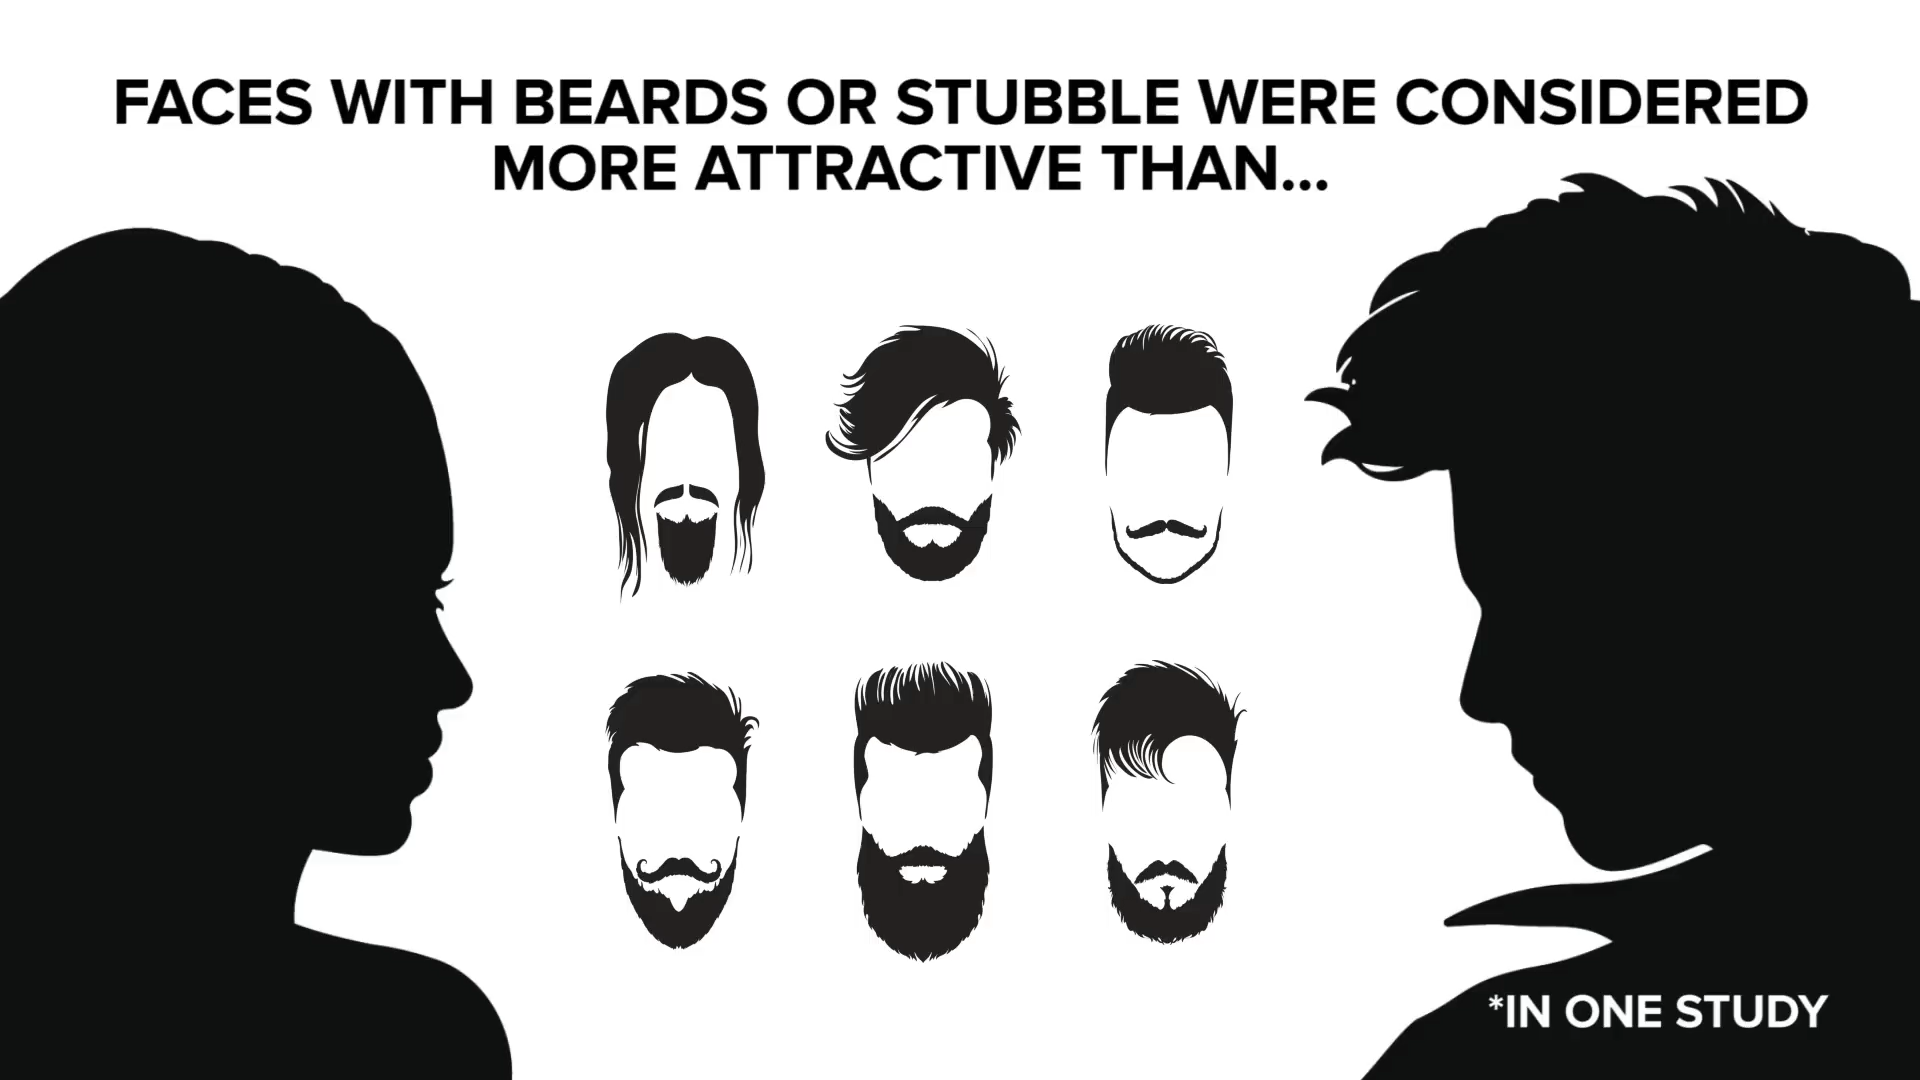 FACES WITH BEARDS OR STUBBLE WERE CONSIDERED
MORE ATTRACTIVE THAN...
*IN ONE STUDY